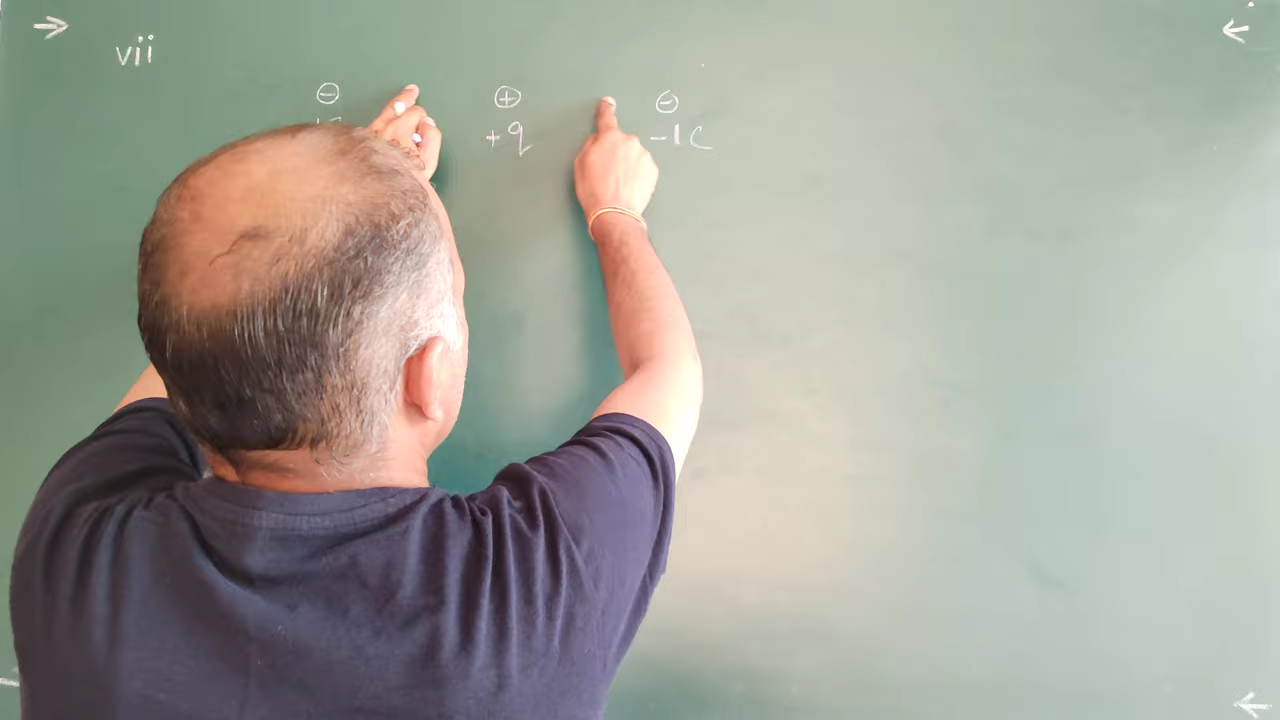 vii
⊖ ⊕ ⊖
+q -1C